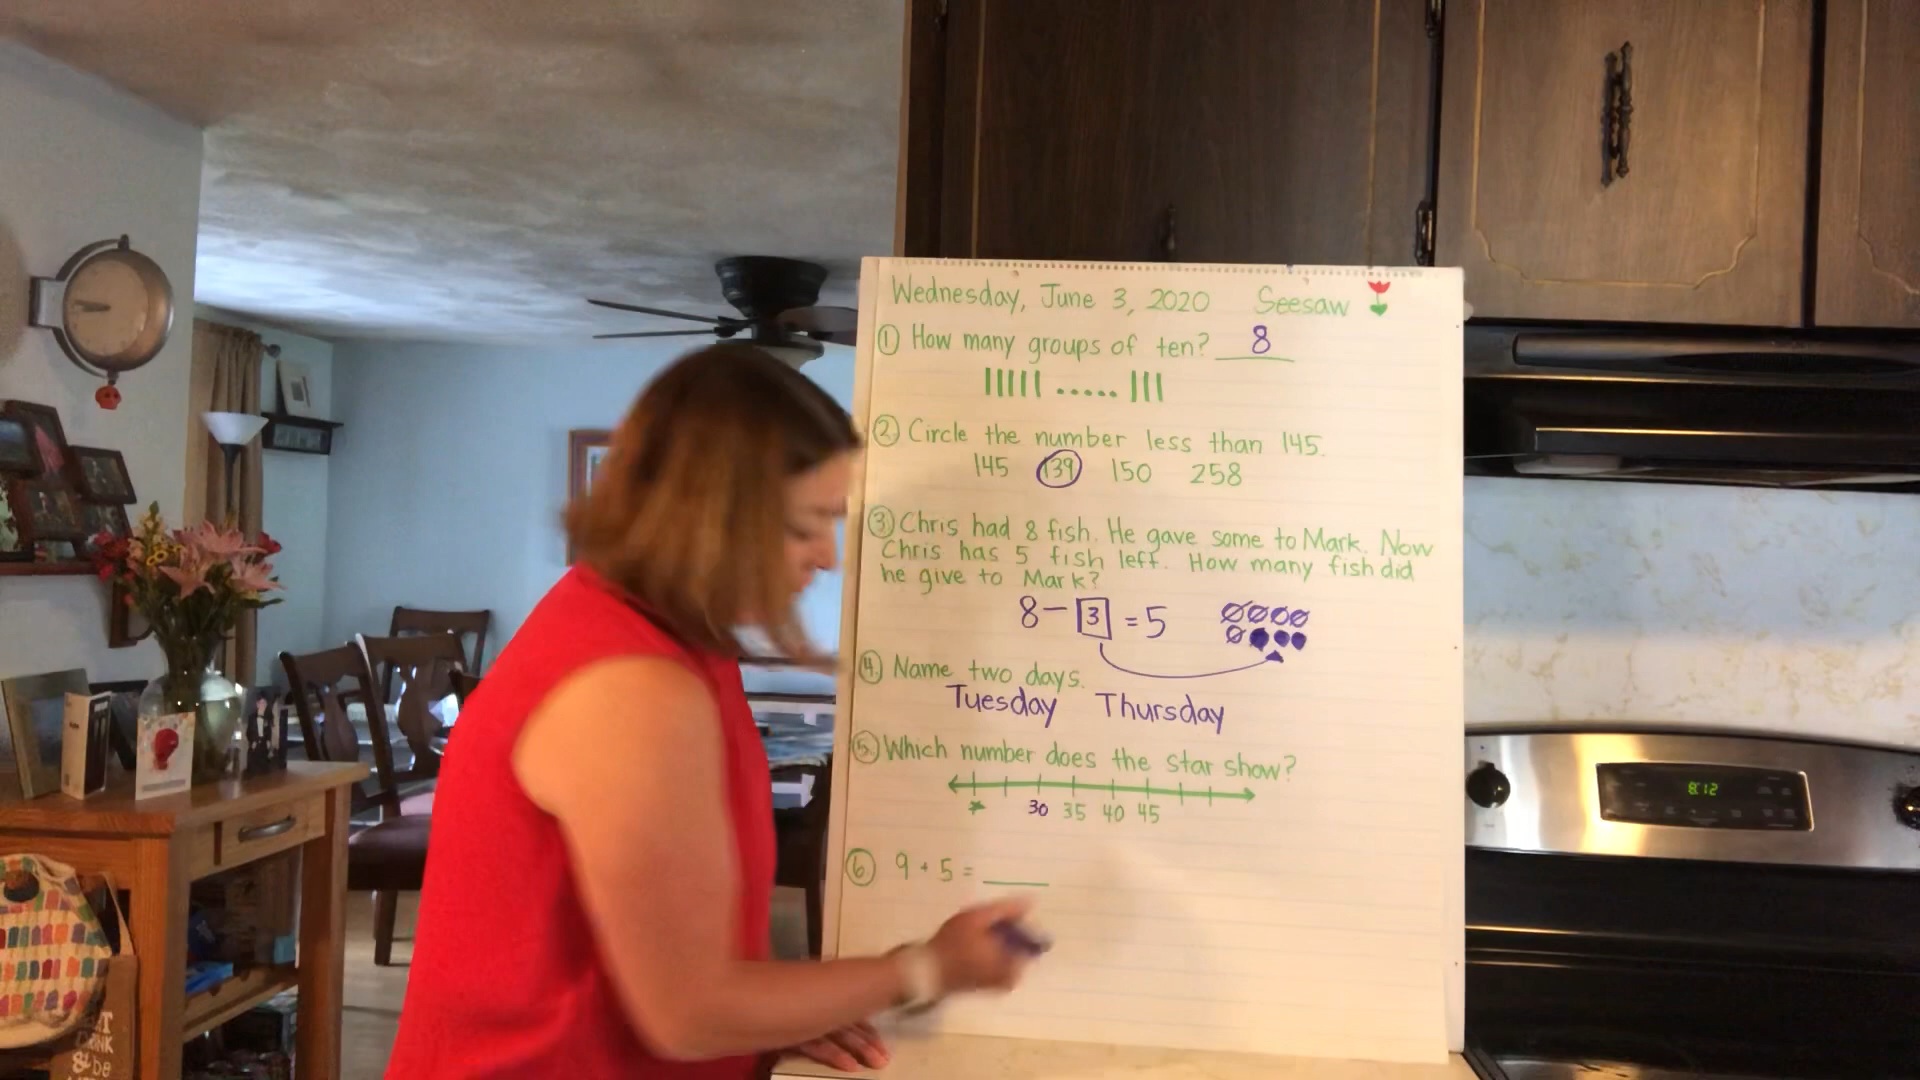 Wednesday, June 3, 2020 Seesaw
1 How many groups of ten? 8
2. Circle the number less than 145.
145 139 150 258
3. Chris had 8 fish. He gave some to Mark. Now
Chris has 5 fish left. How many fish did
he give to Mark?
8 - 3 = 5
4. Name two days.
Tuesday Thursday
5. Which number does the star show?
30 35 40 45
6. 9 + 5 = ____
8:12